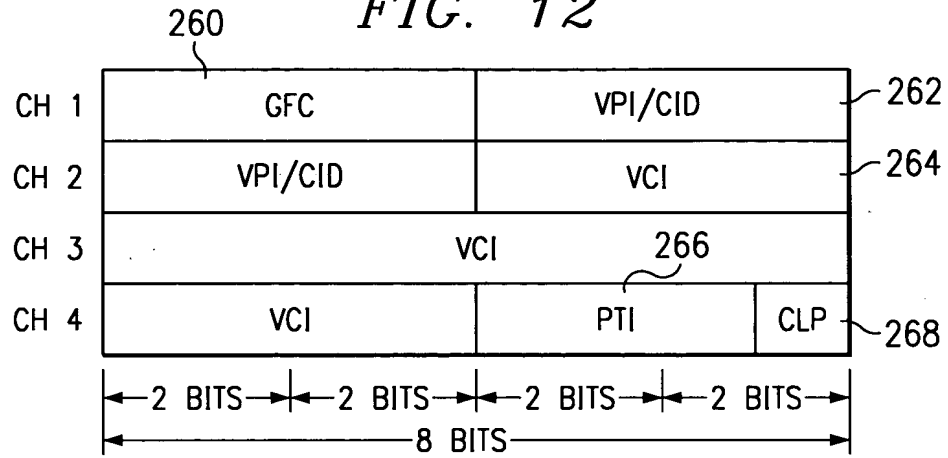 FIG. 12
260
CH 1 GFC VPI/CID 262
CH 2 VPI/CID VCI 264
CH 3 VCI
266
CH 4 VCI PTI CLP 268
2 BITS 2 BITS 2 BITS 2 BITS
8 BITS